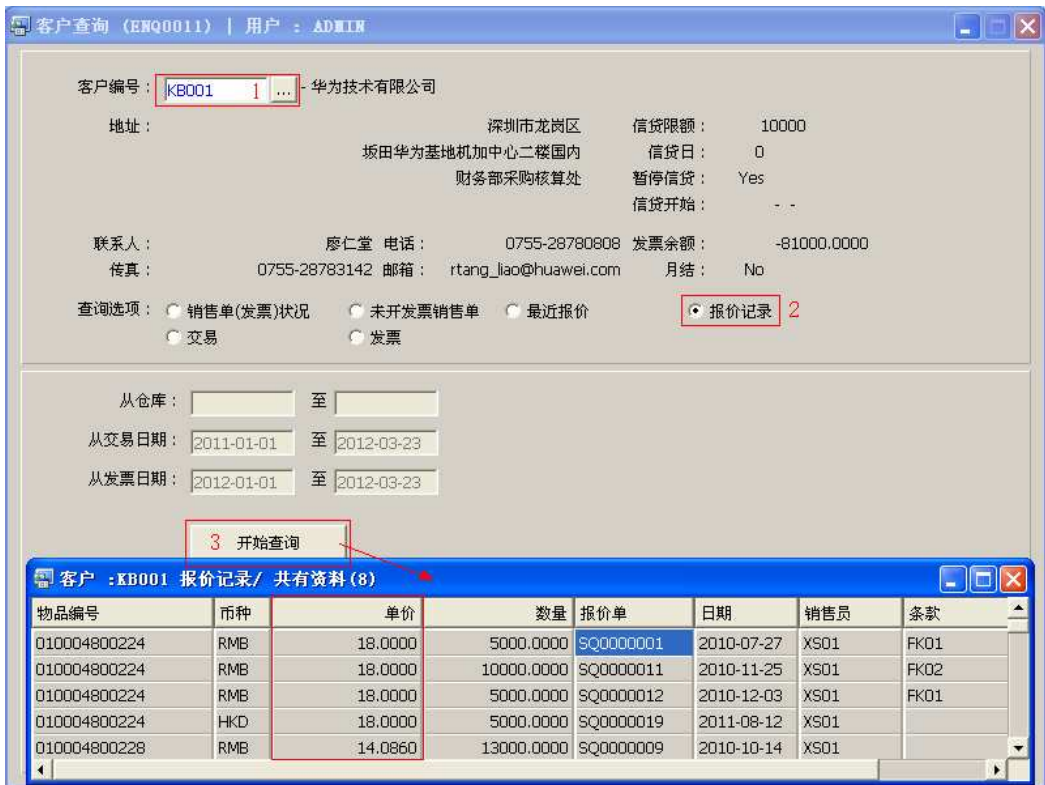 客户查询 (ENQ0011) | 用户 : ADMIN
客户编号： KB001 1 ... - 华为技术有限公司
地址： 深圳市龙岗区 信贷限额： 10000
坂田华为基地机加中心二楼国内 信贷日： 0
财务部采购核算处 暂停信贷： Yes
信贷开始： - -
联系人： 廖仁堂 电话： 0755-28780808 发票余额： -81000.0000
传真： 0755-28783142 邮箱： rtang_liao@huawei.com 月结： No
查询选项： 销售单(发票)状况 未开发票销售单 最近报价 报价记录 2
交易 发票
从仓库： 至
从交易日期： 2011-01-01 至 2012-03-23
从发票日期： 2012-01-01 至 2012-03-23
3 开始查询
客户 :KB001 报价记录/ 共有资料(8)
物品编号 币种 单价 数量 报价单 日期 销售员 条款
010004800224 RMB 18.0000 5000.0000 SQ0000001 2010-07-27 XS01 FK01
010004800224 RMB 18.0000 10000.0000 SQ0000011 2010-11-25 XS01 FK02
010004800224 RMB 18.0000 5000.0000 SQ0000012 2010-12-03 XS01 FK01
010004800224 HKD 18.0000 5000.0000 SQ0000019 2011-08-12 XS01
010004800228 RMB 14.0860 13000.0000 SQ0000009 2010-10-14 XS01